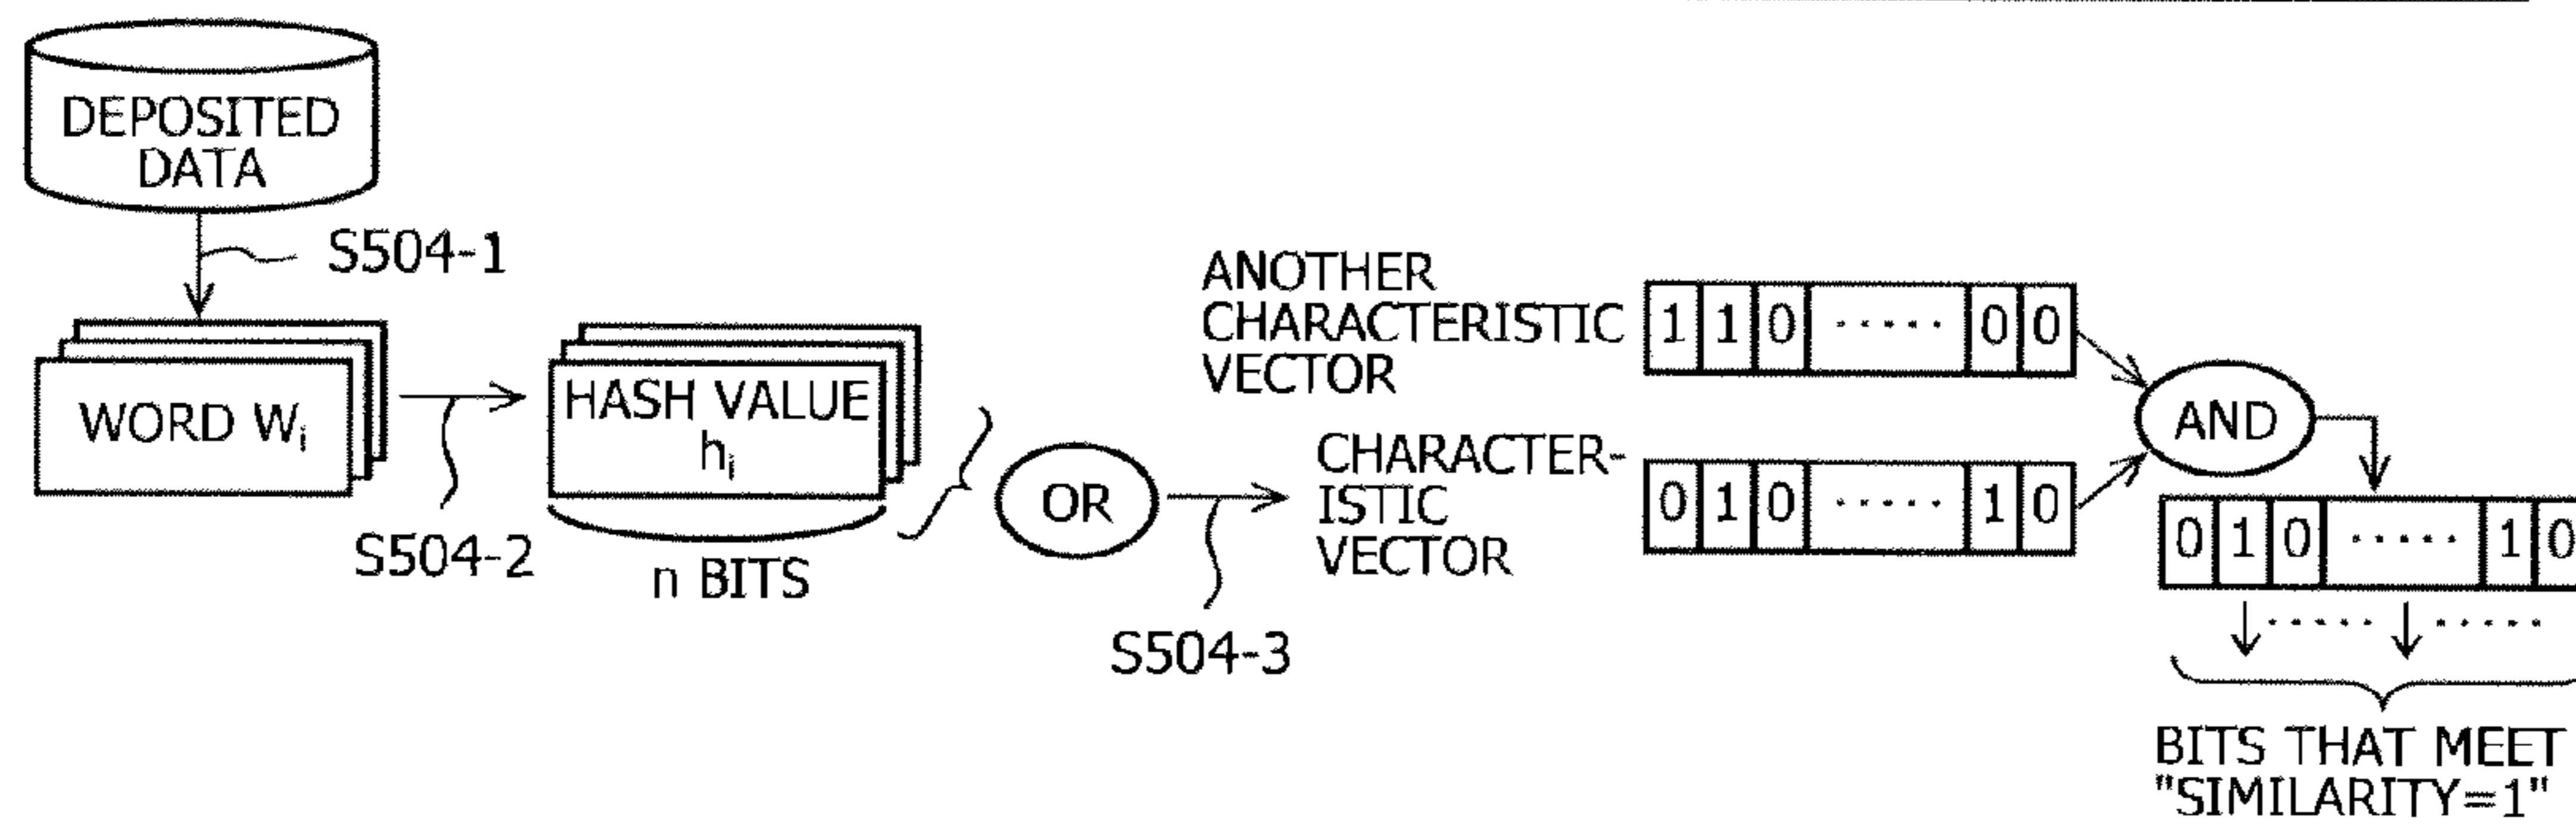 DEPOSITED
DATA
S504-1
WORD Wi
S504-2
HASH VALUE
hi
n BITS
OR
S504-3
ANOTHER
CHARACTERISTIC
VECTOR
1 1 0 ..... 0 0
CHARACTER-
ISTIC
VECTOR
0 1 0 ..... 1 0
AND
0 1 0 ..... 1 0
..... .....
BITS THAT MEET
"SIMILARITY=1"